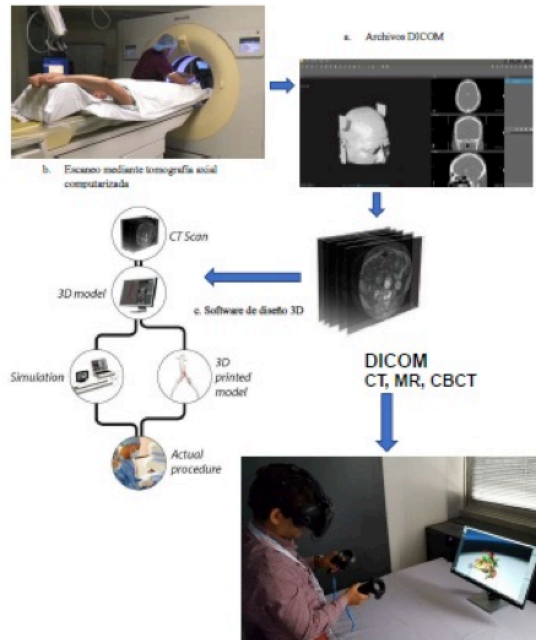 a. Archivos DICOM
b. Escaneo mediante tomografía axial
computarizada
CT Scan
3D model
c. Software de diseño 3D
Simulation
3D
printed
model
Actual
procedure
DICOM
CT, MR, CBCT